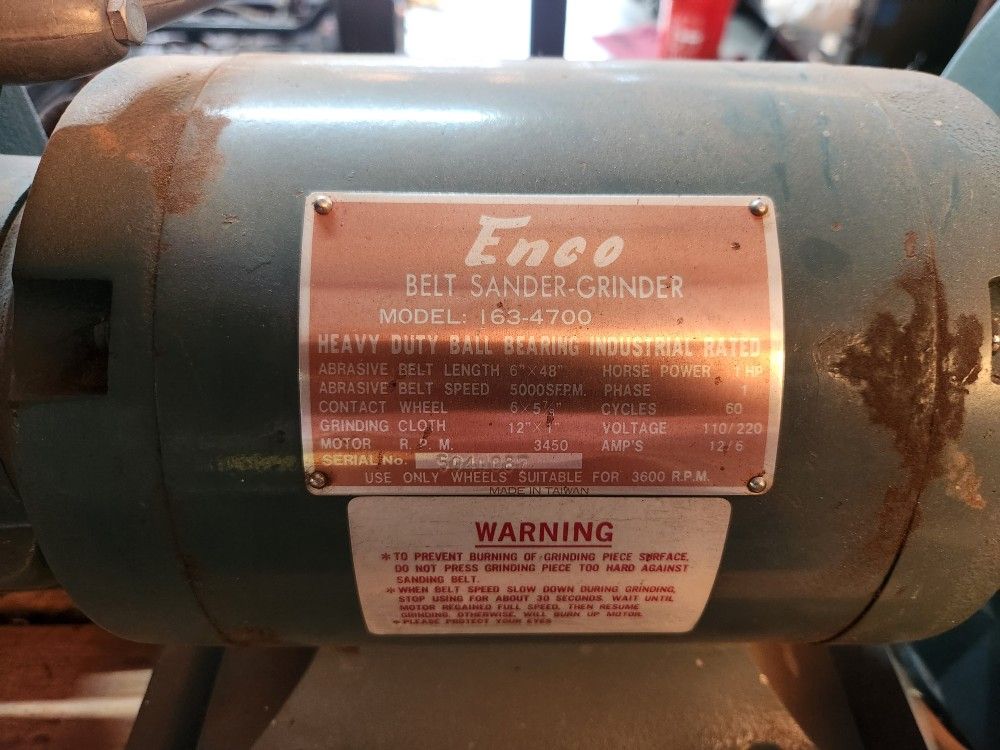 Enco
BELT SANDER-GRINDER
MODEL: 163-4700
HEAVY DUTY BALL BEARING INDUSTRIAL RATED
ABRASIVE BELT LENGTH 6"×48" HORSE POWER 1 HP
ABRASIVE BELT SPEED 5000SFPM. PHASE 1
CONTACT WHEEL CYCLES 60
GRINDING CLOTH 12"×1" VOLTAGE 110/220
MOTOR R. P. M. 3450 AMP'S 12/6
SERIAL No.
USE ONLY WHEELS SUITABLE FOR 3600 R.P.M.
MADE IN TAIWAN
WARNING
* TO PREVENT BURNING OF GRINDING PIECE SURFACE,
DO NOT PRESS GRINDING PIECE TOO HARD AGAINST
SANDING BELT.
* WHEN BELT SPEED SLOW DOWN DURING GRINDING,
STOP USING FOR ABOUT 30 SECONDS. WAIT UNTIL
MOTOR REGAINED FULL SPEED, THEN RESUME
GRINDING, OTHERWISE, WILL BURN UP MOTOR.
* PLEASE PROTECT YOUR EYES